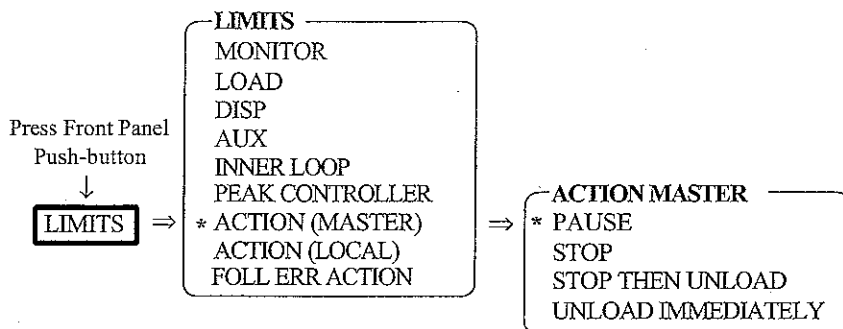 Press Front Panel
Push-button
↓
LIMITS
⇒
LIMITS
MONITOR
LOAD
DISP
AUX
INNER LOOP
PEAK CONTROLLER
* ACTION (MASTER)
ACTION (LOCAL)
FOLL ERR ACTION
⇒
ACTION MASTER
* PAUSE
STOP
STOP THEN UNLOAD
UNLOAD IMMEDIATELY